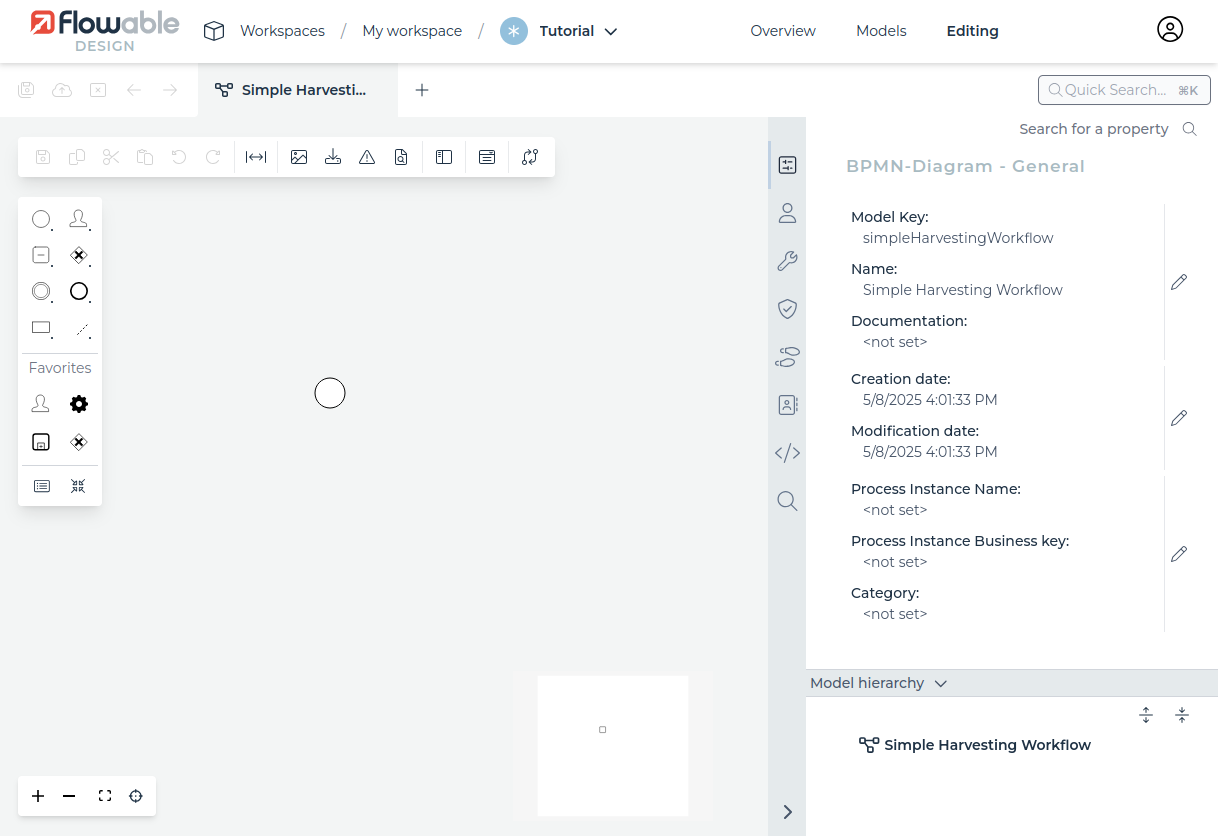 Flowable
DESIGN
Workspaces / My workspace / Tutorial
Overview
Models
Editing
Simple Harvesti...
Quick Search... ⌘K
Search for a property
BPMN-Diagram - General
Model Key:
simpleHarvestingWorkflow
Name:
Simple Harvesting Workflow
Documentation:
<not set>
Creation date:
5/8/2025 4:01:33 PM
Modification date:
5/8/2025 4:01:33 PM
Process Instance Name:
<not set>
Process Instance Business key:
<not set>
Category:
<not set>
Favorites
Model hierarchy
Simple Harvesting Workflow